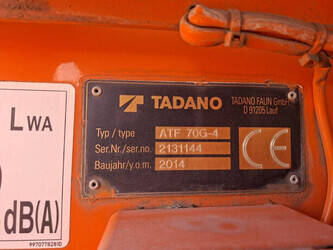 LWA
dB(A)
9970778281D
TADANO
TADANO FAUN GmbH
D 91205 Lauf
Typ / type ATF 70G-4
Ser.Nr./ser.no. 2131144
Baujahr/y.o.m. 2014
CE